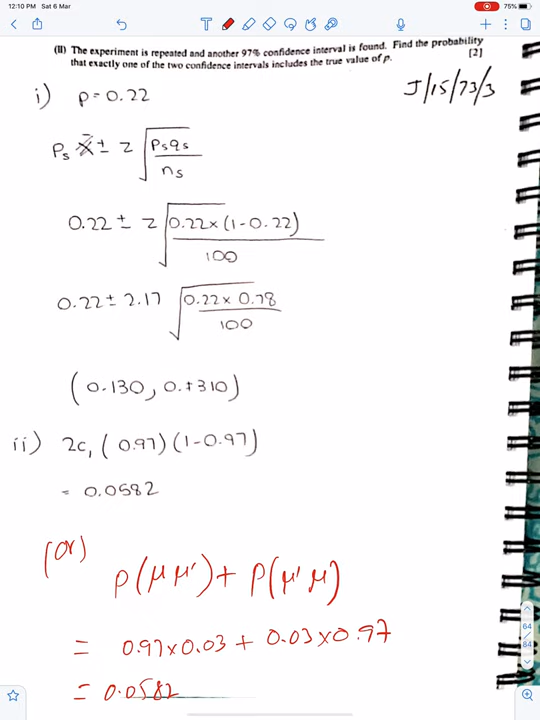 12:10 PM Sat 6 Mar
75%
(II) The experiment is repeated and another 97% confidence interval is found. Find the probability
that exactly one of the two confidence intervals includes the true value of p. [2]
J/15/73/3
i) p = 0.22
Ps ± z √(Psqs / ns)
0.22 ± z √(0.22 × (1-0.22) / 100)
0.22 ± 2.17 √(0.22 × 0.78 / 100)
(0.130, 0.+310)
ii) 2C1 (0.97)(1-0.97)
= 0.0582
(Or)
P(μ μ') + P(μ' μ)
= 0.97×0.03 + 0.03×0.97
= 0.0582
64
/
84